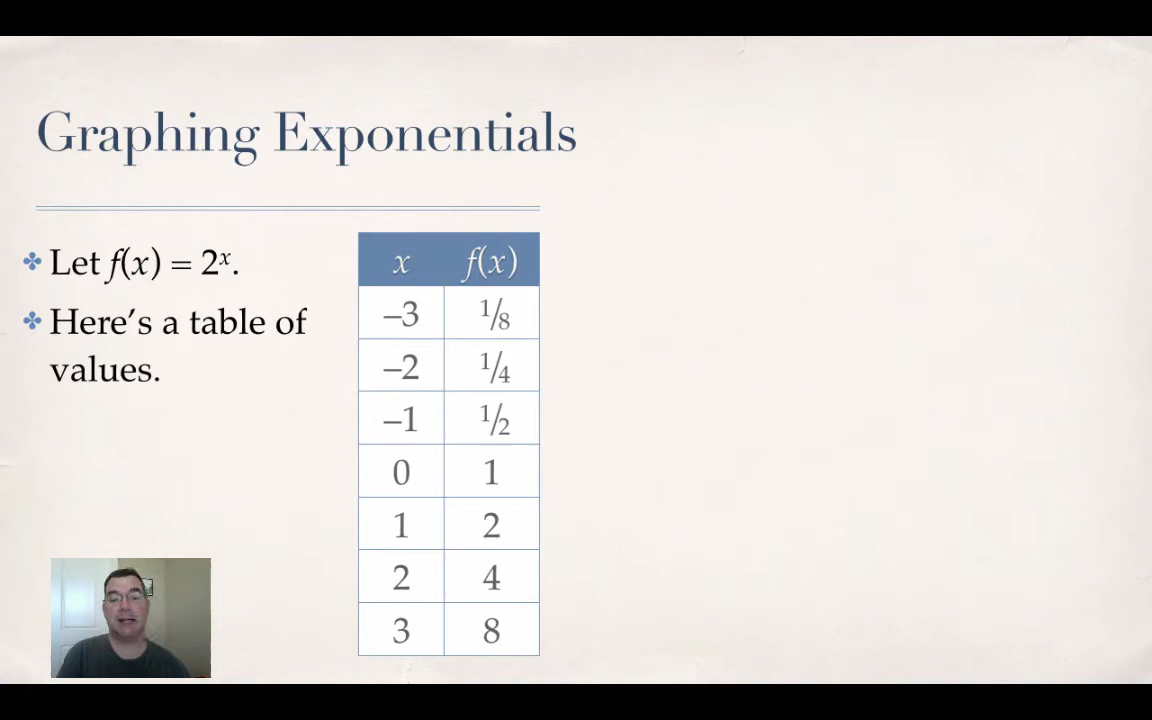 Graphing Exponentials
❖ Let f(x) = 2ˣ.
❖ Here’s a table of
values.
x f(x)
–3 1/8
–2 1/4
–1 1/2
0 1
1 2
2 4
3 8